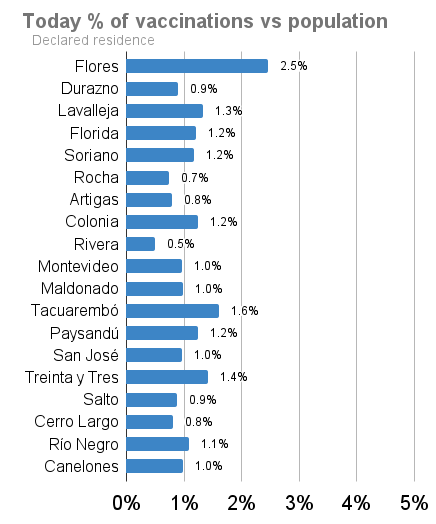 Today % of vaccinations vs population
Declared residence
Flores 2.5%
Durazno 0.9%
Lavalleja 1.3%
Florida 1.2%
Soriano 1.2%
Rocha 0.7%
Artigas 0.8%
Colonia 1.2%
Rivera 0.5%
Montevideo 1.0%
Maldonado 1.0%
Tacuarembó 1.6%
Paysandú 1.2%
San José 1.0%
Treinta y Tres 1.4%
Salto 0.9%
Cerro Largo 0.8%
Río Negro 1.1%
Canelones 1.0%
0% 1% 2% 3% 4% 5%